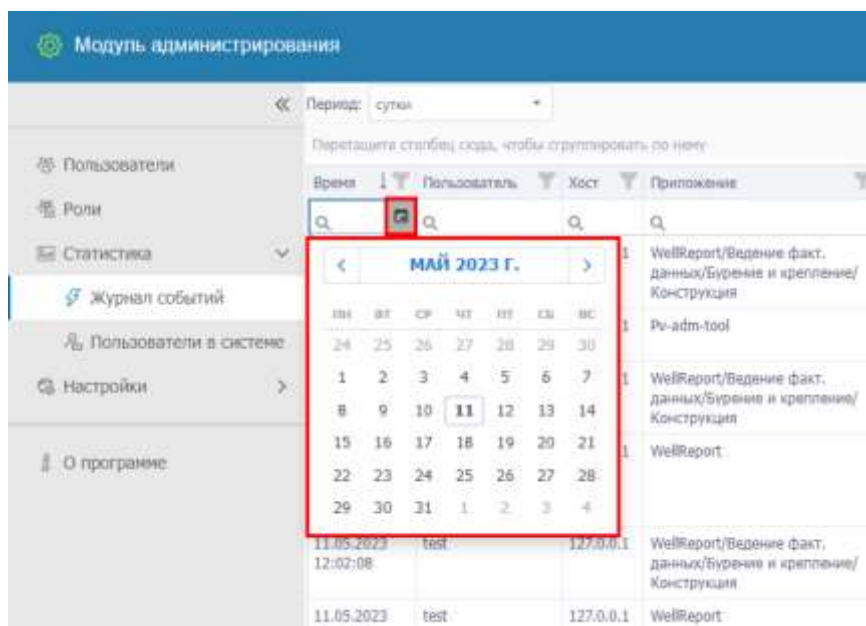 Модуль администрирования
Период: сутки
Перетащите столбец сюда, чтобы сгруппировать по нему
Пользователи
Роли
Статистика
Журнал событий
Пользователи в системе
Настройки
О программе
Время Пользователь Хост Приложение
МАЙ 2023 Г.
ПН ВТ СР ЧТ ПТ СБ ВС
24 25 26 27 28 29 30
1 2 3 4 5 6 7
8 9 10 11 12 13 14
15 16 17 18 19 20 21
22 23 24 25 26 27 28
29 30 31 1 2 3 4
1 WellReport/Ведение факт.
данных/Бурение и крепление/
Конструкция
1 Pv-adm-tool
1 WellReport/Ведение факт.
данных/Бурение и крепление/
Конструкция
1 WellReport
11.05.2023 test 127.0.0.1 WellReport/Ведение факт.
12:02:08 данных/Бурение и крепление/
Конструкция
11.05.2023 test 127.0.0.1 WellReport